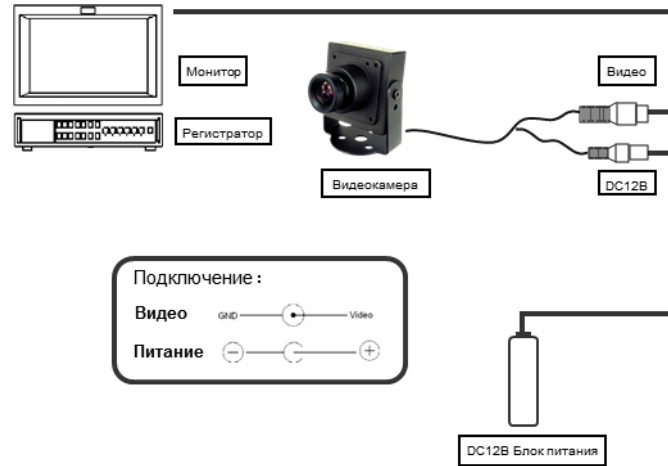 Монитор
Видео
Регистратор
Видеокамера
DC12В
Подключение :
Видео GND Video
Питание
DC12В Блок питания